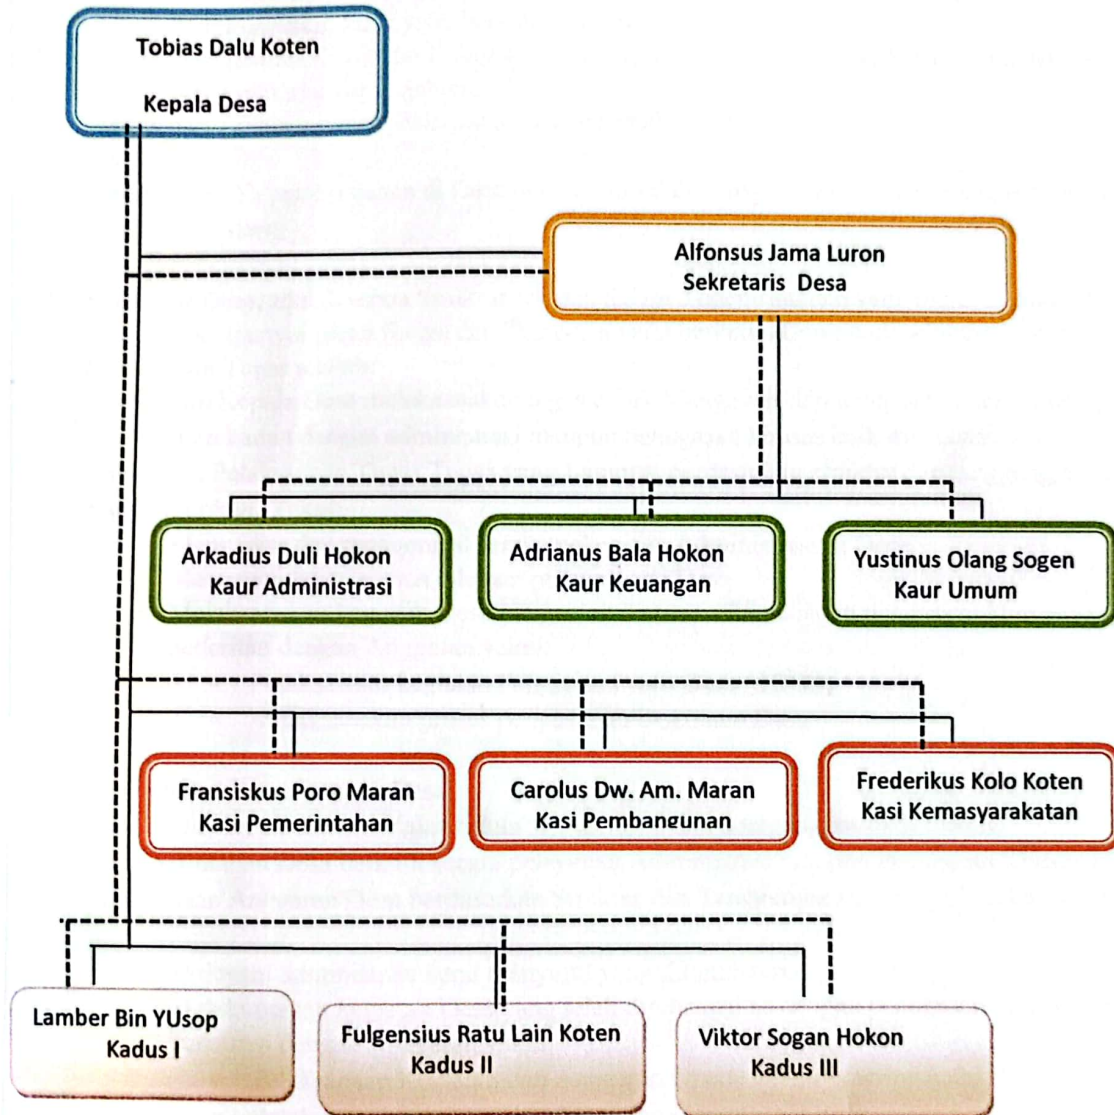 Tobias Dalu Koten
Kepala Desa
Alfonsus Jama Luron
Sekretaris Desa
Arkadius Duli Hokon
Kaur Administrasi
Adrianus Bala Hokon
Kaur Keuangan
Yustinus Olang Sogen
Kaur Umum
Fransiskus Poro Maran
Kasi Pemerintahan
Carolus Dw. Am. Maran
Kasi Pembangunan
Frederikus Kolo Koten
Kasi Kemasyarakatan
Lamber Bin YUsop
Kadus I
Fulgensius Ratu Lain Koten
Kadus II
Viktor Sogan Hokon
Kadus III